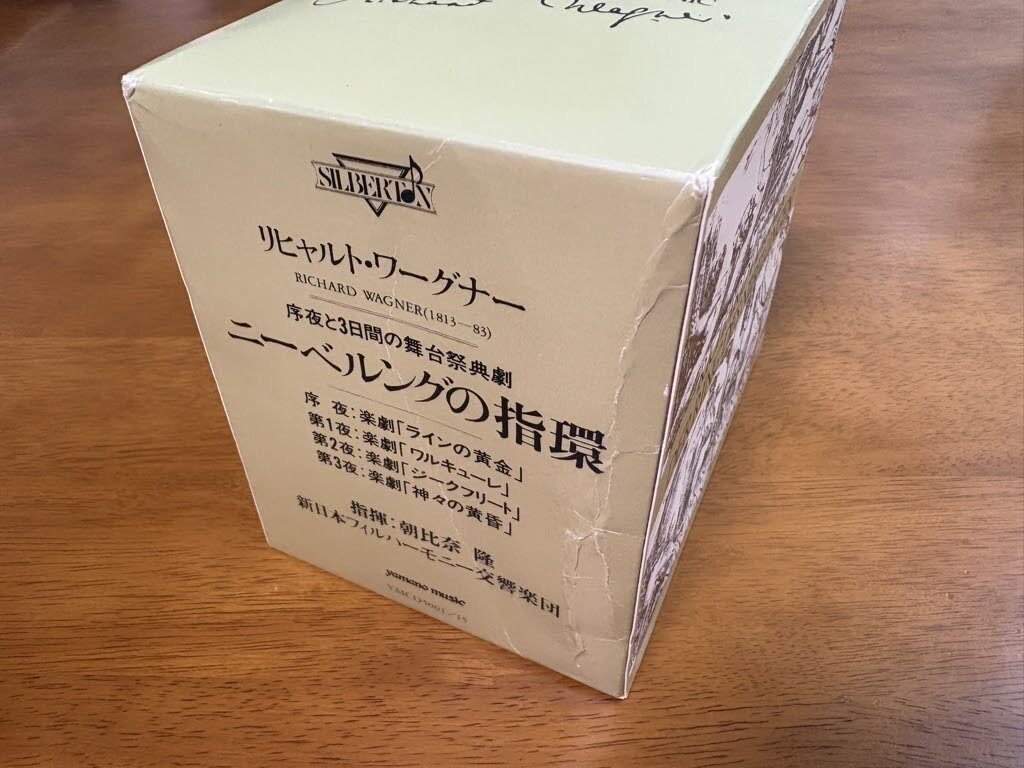 SILBERTON
リヒャルト・ワーグナー
RICHARD WAGNER(1813—83)
序夜と3日間の舞台祭典劇
ニーベルングの指環
序 夜:楽劇「ラインの黄金」
第1夜:楽劇「ワルキューレ」
第2夜:楽劇「ジークフリート」
第3夜:楽劇「神々の黄昏」
指揮:朝比奈 隆
新日本フィルハーモニー交響楽団
yamano music